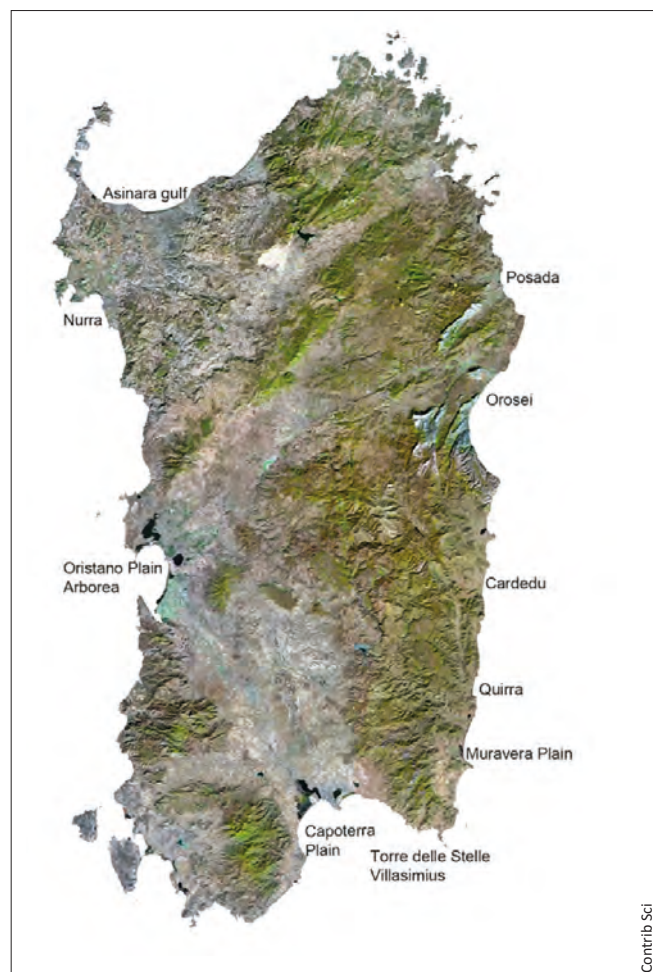 Asinara gulf
Posada
Nurra
Orosei
Oristano Plain
Arborea
Cardedu
Quirra
Muravera Plain
Capoterra
Plain
Torre delle Stelle
Villasimius
Contrib Sci